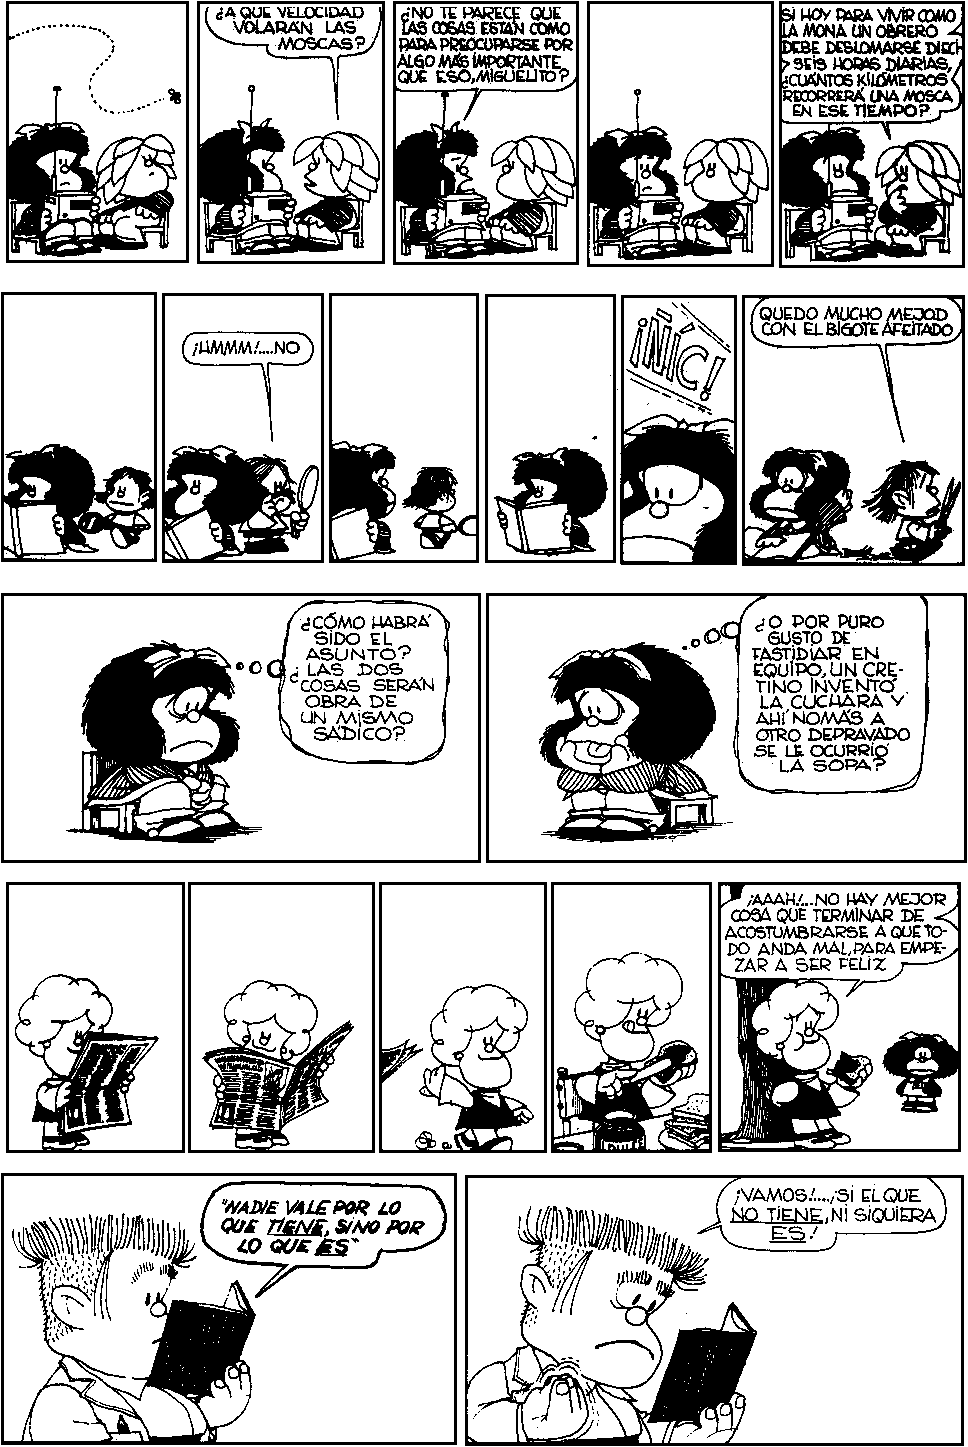 ¿A QUE VELOCIDAD
VOLARÁN LAS
MOSCAS?
¿NO TE PARECE QUE
LAS COSAS ESTÁN COMO
PARA PREOCUPARSE POR
ALGO MÁS IMPORTANTE
QUE ESO, MIGUELITO?
SI HOY PARA VIVIR COMO
LA MONA UN OBRERO
DEBE DESLOMARSE DIECI-
SEIS HORAS DIARIAS,
¿CUÁNTOS KILÓMETROS
RECORRERÁ UNA MOSCA
EN ESE TIEMPO?
¡HMMM!....NO
¡ÑÍC!
QUEDO MUCHO MEJOD
CON EL BIGOTE AFEITADO
¿CÓMO HABRÁ
SIDO EL
ASUNTO?
¿LAS DOS
COSAS SERÁN
OBRA DE
UN MISMO
SÁDICO?
¿O POR PURO
GUSTO DE
FASTIDIAR EN
EQUIPO, UN CRE-
TINO INVENTÓ
LA CUCHARA Y
AHÍ NOMÁS A
OTRO DEPRAVADO
SE LE OCURRIÓ
LA SOPA?
¡AAAH!...NO HAY MEJOR
COSA QUE TERMINAR DE
ACOSTUMBRARSE A QUE TO-
DO ANDA MAL, PARA EMPE-
ZAR A SER FELIZ
"NADIE VALE POR LO
QUE TIENE, SINO POR
LO QUE ES"
¡VAMOS!....¡SI EL QUE
NO TIENE, NI SIQUIERA
ES!